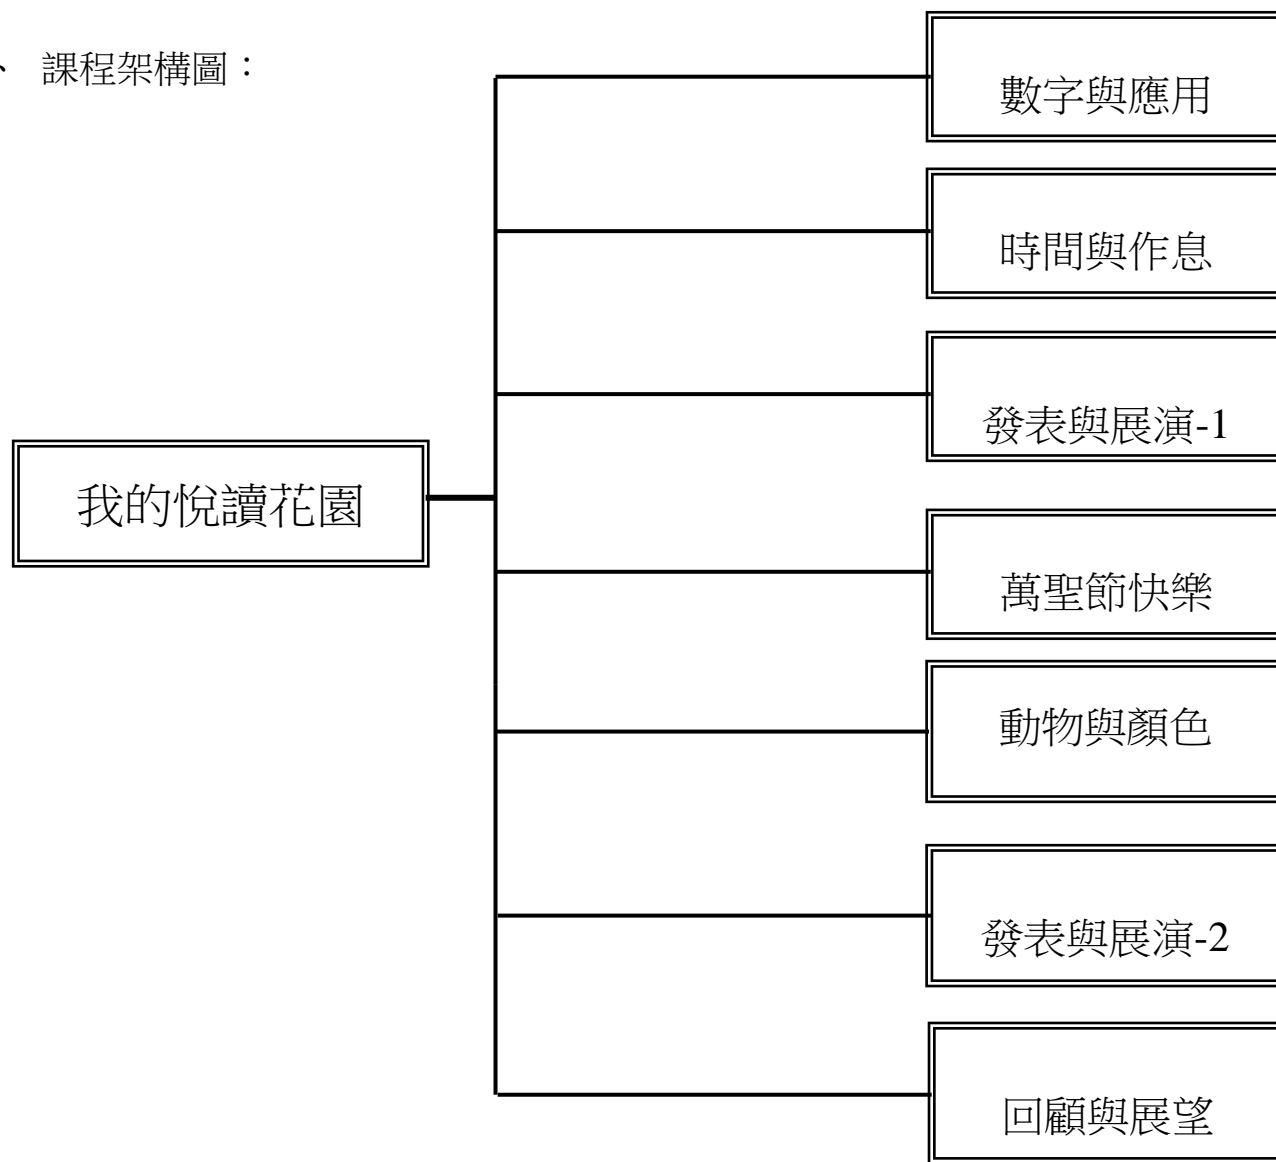 、 課程架構圖：
數字與應用
時間與作息
發表與展演-1
我的悅讀花園
萬聖節快樂
動物與顏色
發表與展演-2
回顧與展望